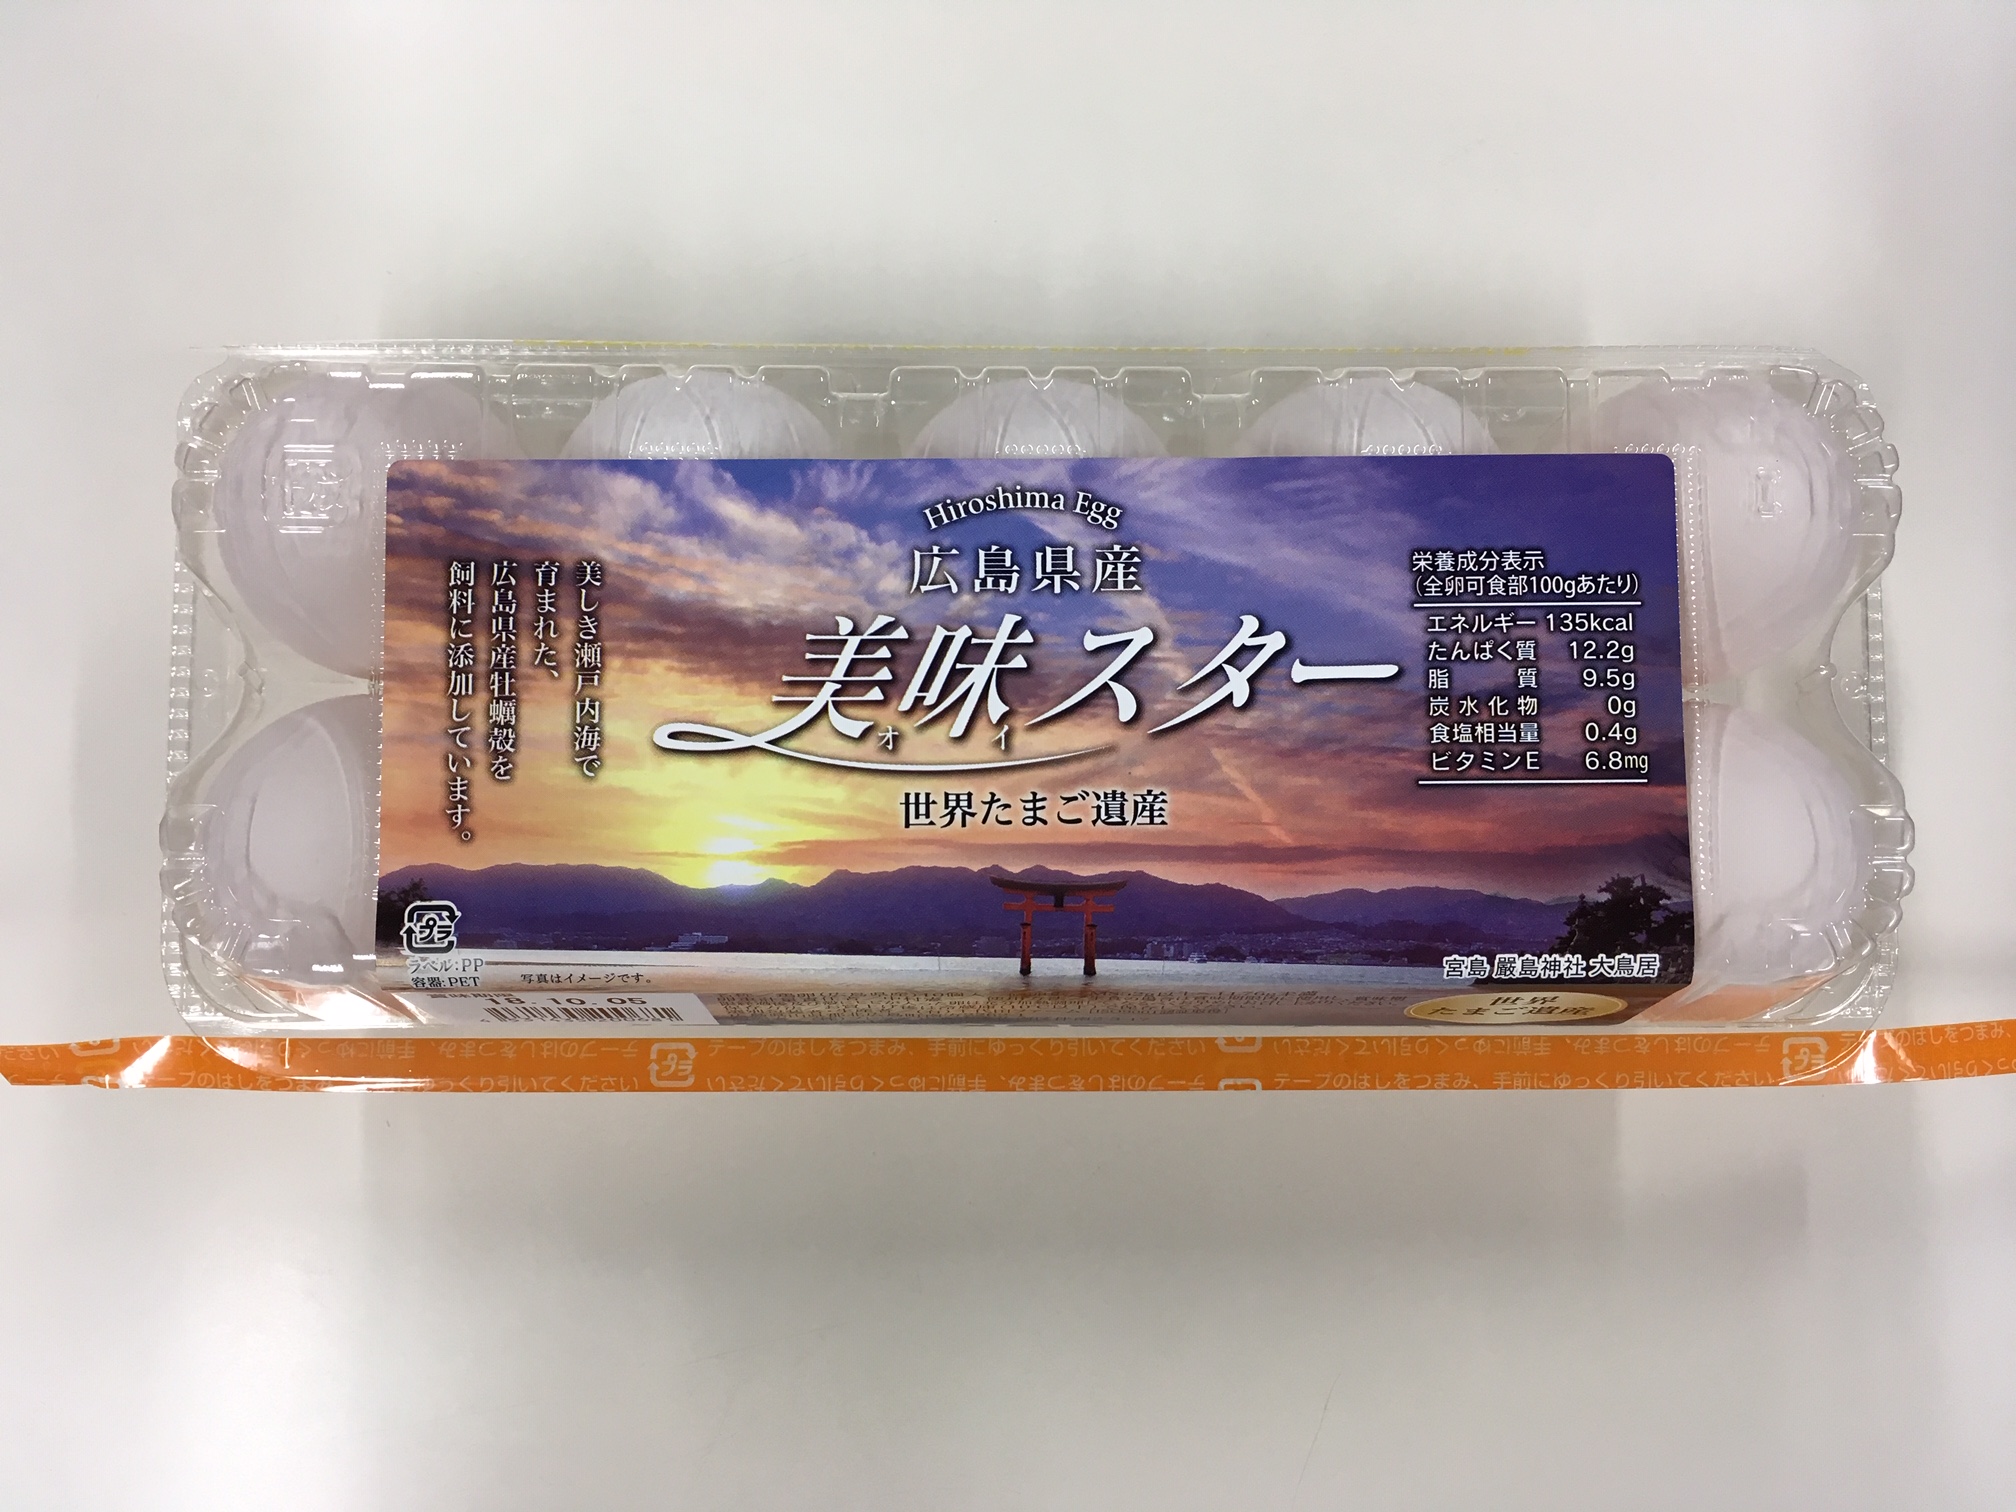 Hiroshima Egg
広島県産
美味スター
オイ
世界たまご遺産
美しき瀬戸内海で
育まれた、
広島県産牡蠣殻を
飼料に添加しています。
栄養成分表示
(全卵可食部100gあたり)
エネルギー 135kcal
たんぱく質 12.2g
脂質 9.5g
炭水化物 0g
食塩相当量 0.4g
ビタミンE 6.8mg
プラ
ラベル:PP
容器:PET
写真はイメージです。
宮島 厳島神社 大鳥居
賞味期限 18.10.05
世界
たまご遺産
テープのはしをつまみ、手前にゆっくり引いてください
テープのはしをつまみ、手前にゆっくり引いてください